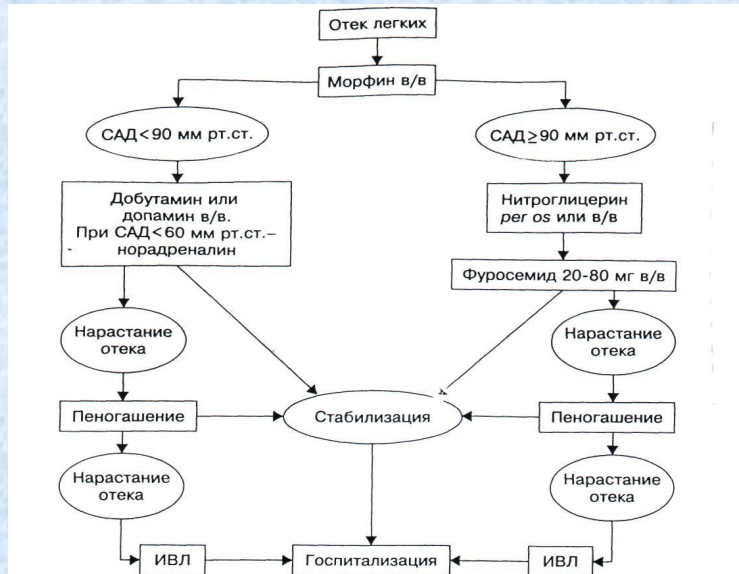 Отек легких
Морфин в/в
САД<90 мм рт.ст.
САД≥90 мм рт.ст.
Добутамин или
допамин в/в.
При САД<60 мм рт.ст.–
норадреналин
Нитроглицерин
per os или в/в
Фуросемид 20-80 мг в/в
Нарастание
отека
Нарастание
отека
Пеногашение
Стабилизация
Пеногашение
Нарастание
отека
Нарастание
отека
ИВЛ
Госпитализация
ИВЛ